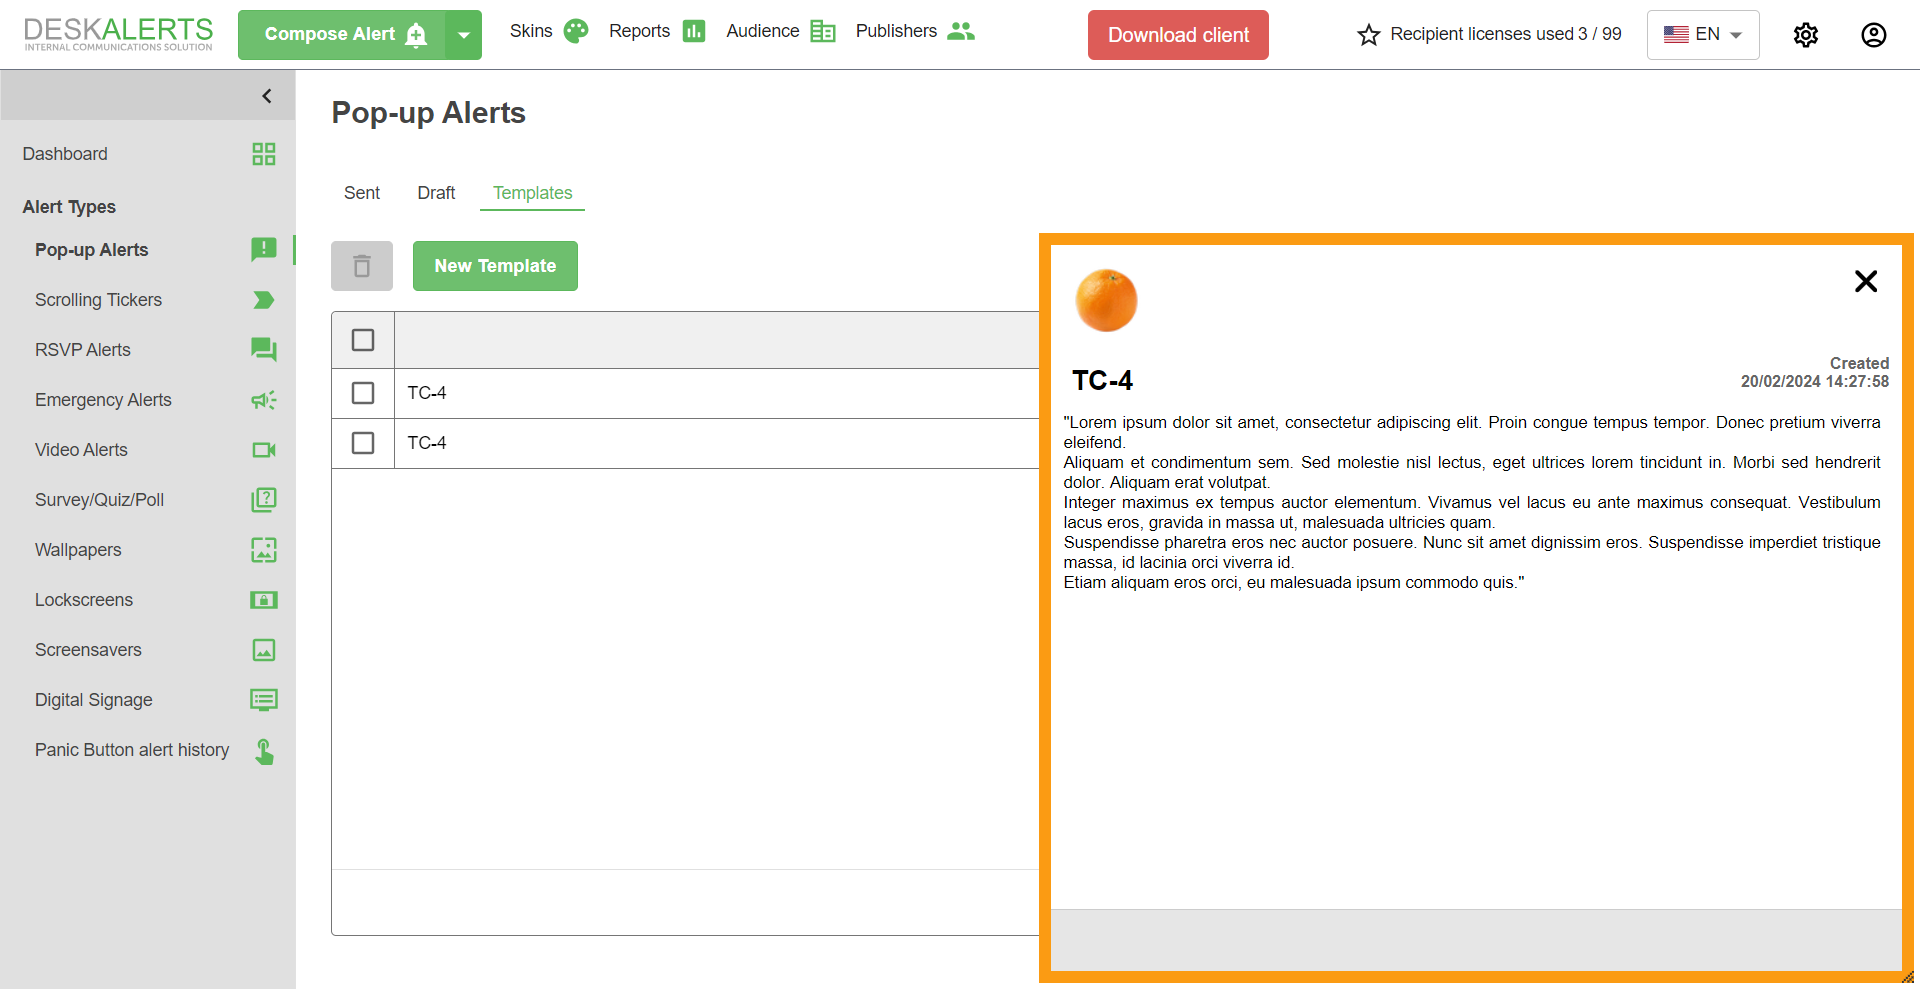 DESKALERTS
INTERNAL COMMUNICATIONS SOLUTION
Compose Alert
Skins
Reports
Audience
Publishers
Download client
Recipient licenses used 3 / 99
EN
Dashboard
Alert Types
Pop-up Alerts
Scrolling Tickers
RSVP Alerts
Emergency Alerts
Video Alerts
Survey/Quiz/Poll
Wallpapers
Lockscreens
Screensavers
Digital Signage
Panic Button alert history
Pop-up Alerts
Sent
Draft
Templates
New Template
TC-4
TC-4
Created
20/02/2024 14:27:58
TC-4
"Lorem ipsum dolor sit amet, consectetur adipiscing elit. Proin congue tempus tempor. Donec pretium viverra
eleifend.
Aliquam et condimentum sem. Sed molestie nisl lectus, eget ultrices lorem tincidunt in. Morbi sed hendrerit
dolor. Aliquam erat volutpat.
Integer maximus ex tempus auctor elementum. Vivamus vel lacus eu ante maximus consequat. Vestibulum
lacus eros, gravida in massa ut, malesuada ultricies quam.
Suspendisse pharetra eros nec auctor posuere. Nunc sit amet dignissim eros. Suspendisse imperdiet tristique
massa, id lacinia orci viverra id.
Etiam aliquam eros orci, eu malesuada ipsum commodo quis."